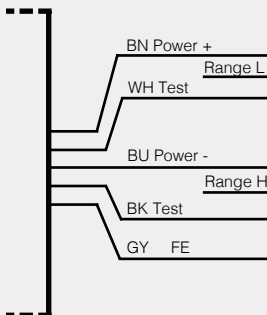 BN Power +
Range L
WH Test
BU Power -
Range H
BK Test
GY FE